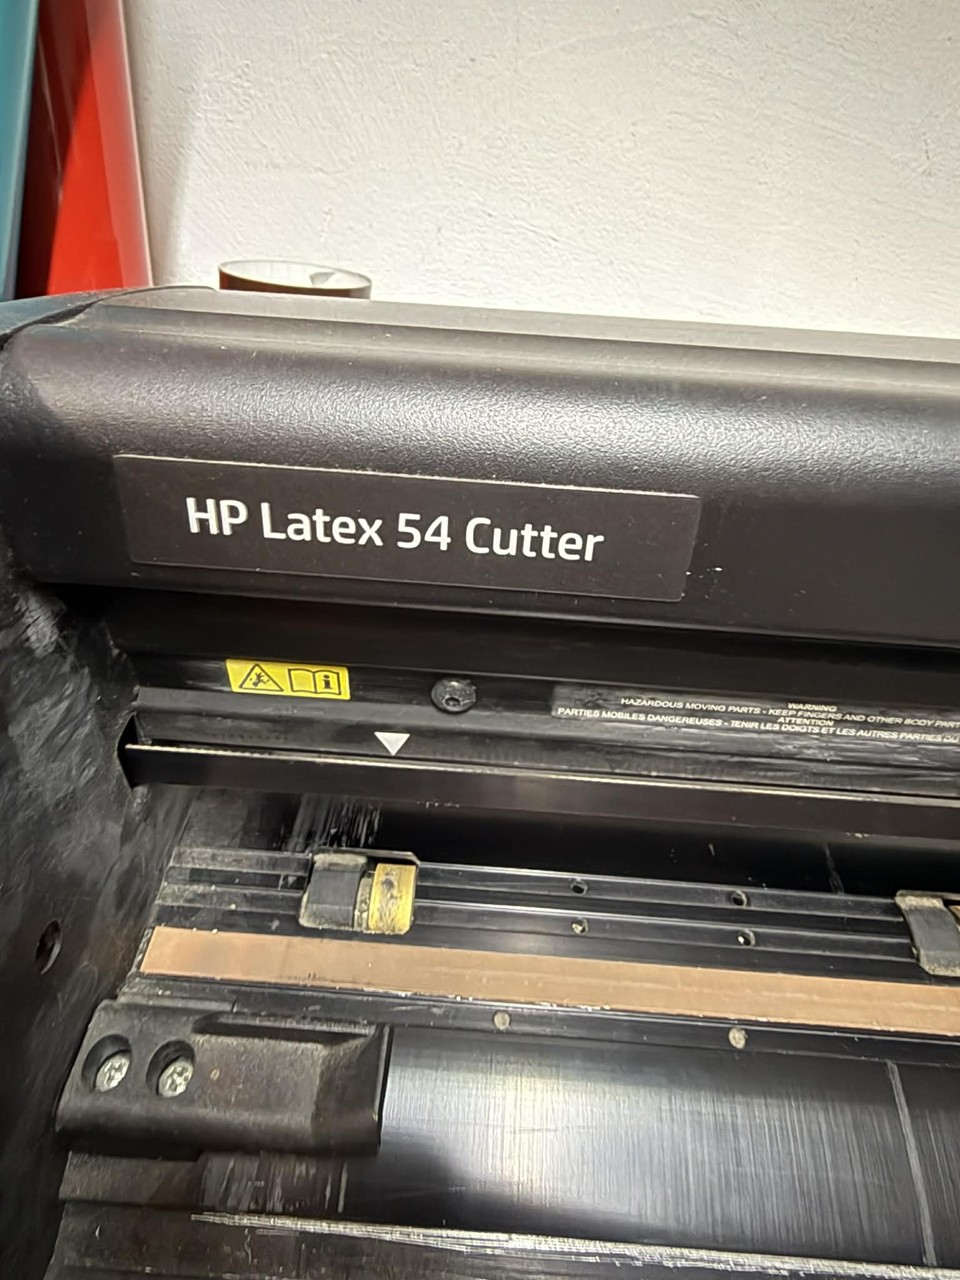 HP Latex 54 Cutter
WARNING
HAZARDOUS MOVING PARTS - KEEP FINGERS AND OTHER BODY PART
ATTENTION
PARTIES MOBILES DANGEREUSES - TENIR LES DOIGTS ET LES AUTRES PARTIES DU